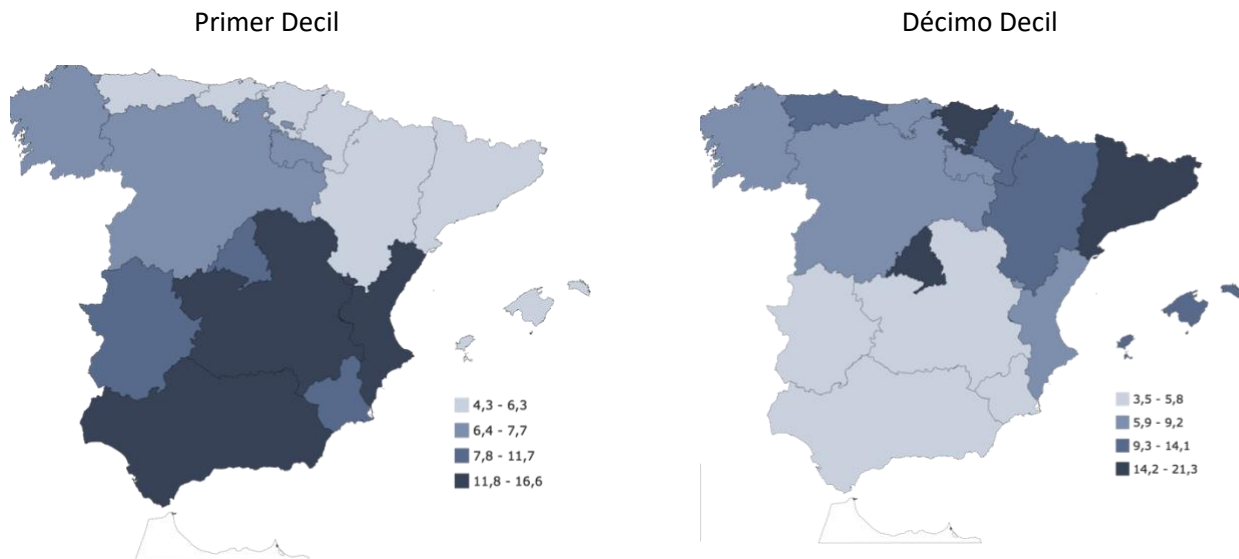 Primer Decil
Décimo Decil
4,3 - 6,3
6,4 - 7,7
7,8 - 11,7
11,8 - 16,6
3,5 - 5,8
5,9 - 9,2
9,3 - 14,1
14,2 - 21,3